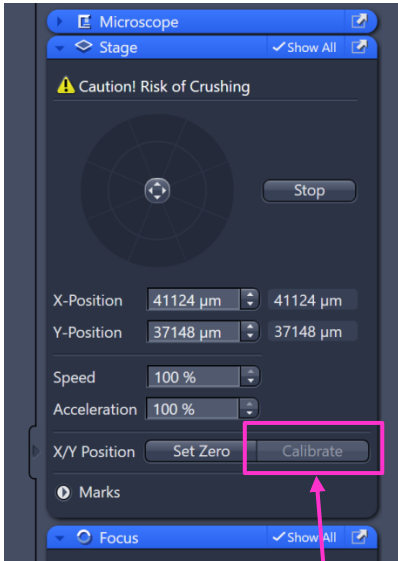 Microscope
Stage Show All
Caution! Risk of Crushing
Stop
X-Position 41124 µm 41124 µm
Y-Position 37148 µm 37148 µm
Speed 100 %
Acceleration 100 %
X/Y Position Set Zero Calibrate
Marks
Focus Show All